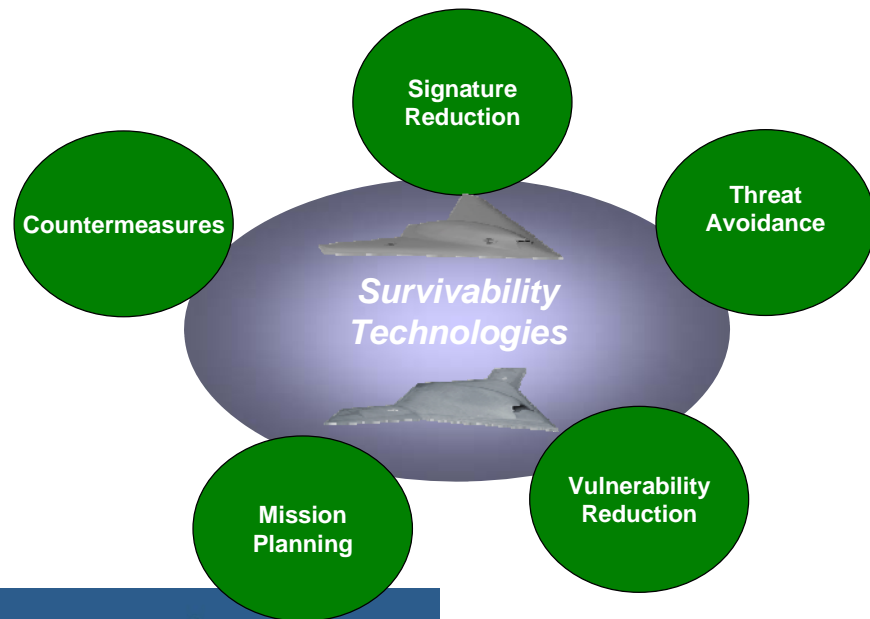 Signature
Reduction
Countermeasures
Threat
Avoidance
Survivability
Technologies
Vulnerability
Reduction
Mission
Planning